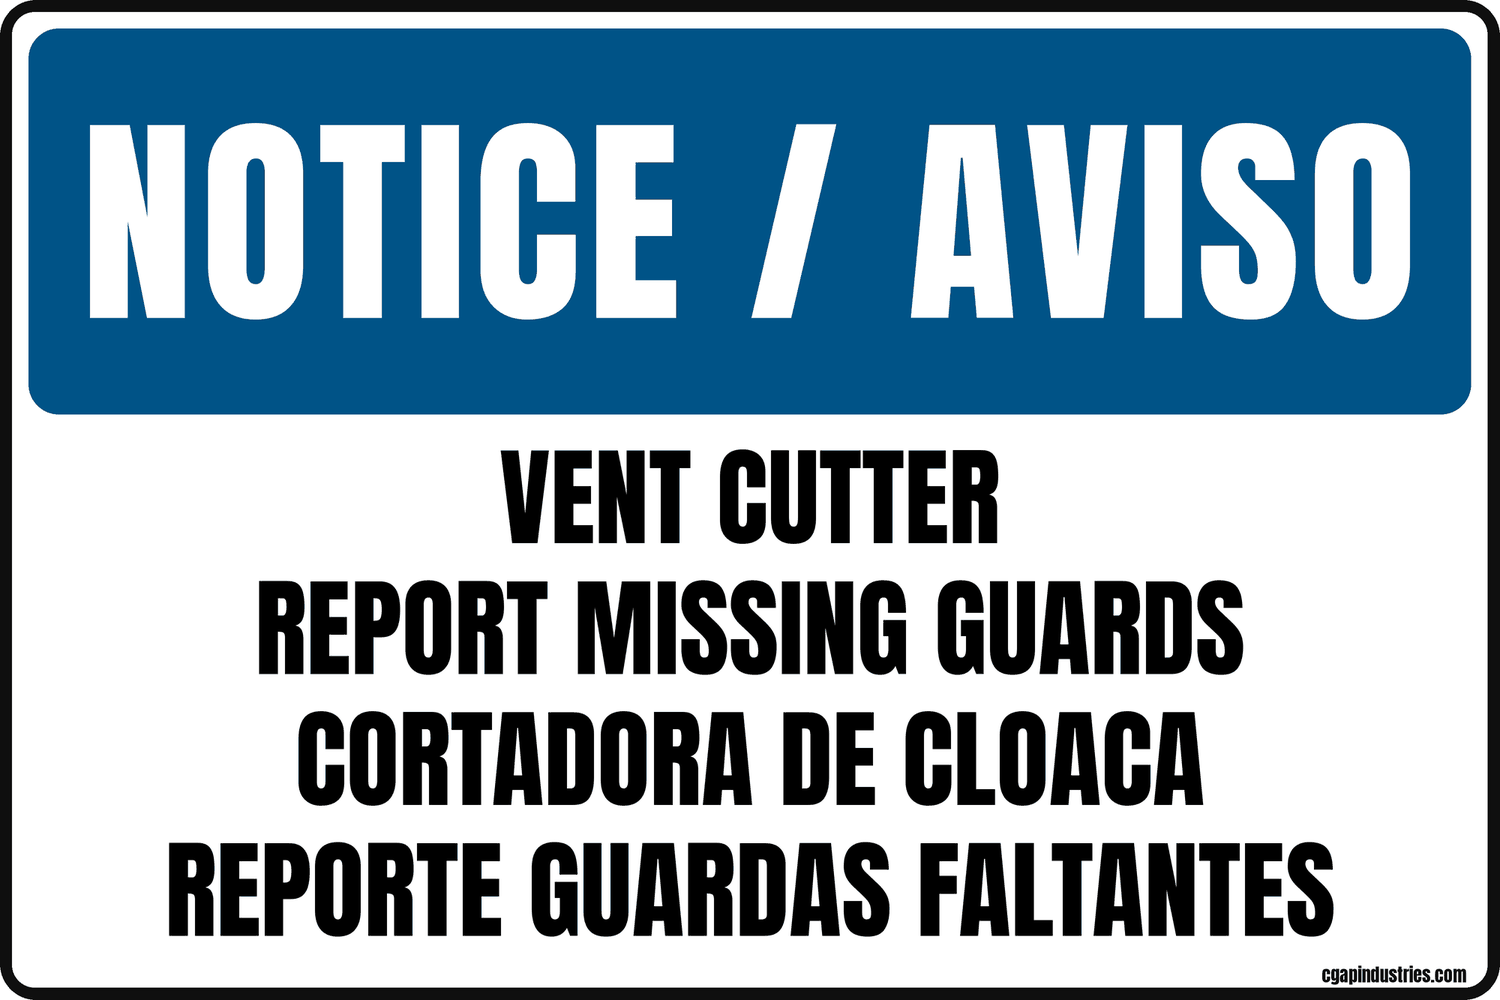 NOTICE / AVISO
VENT CUTTER
REPORT MISSING GUARDS
CORTADORA DE CLOACA
REPORTE GUARDAS FALTANTES
cgapindustries.com